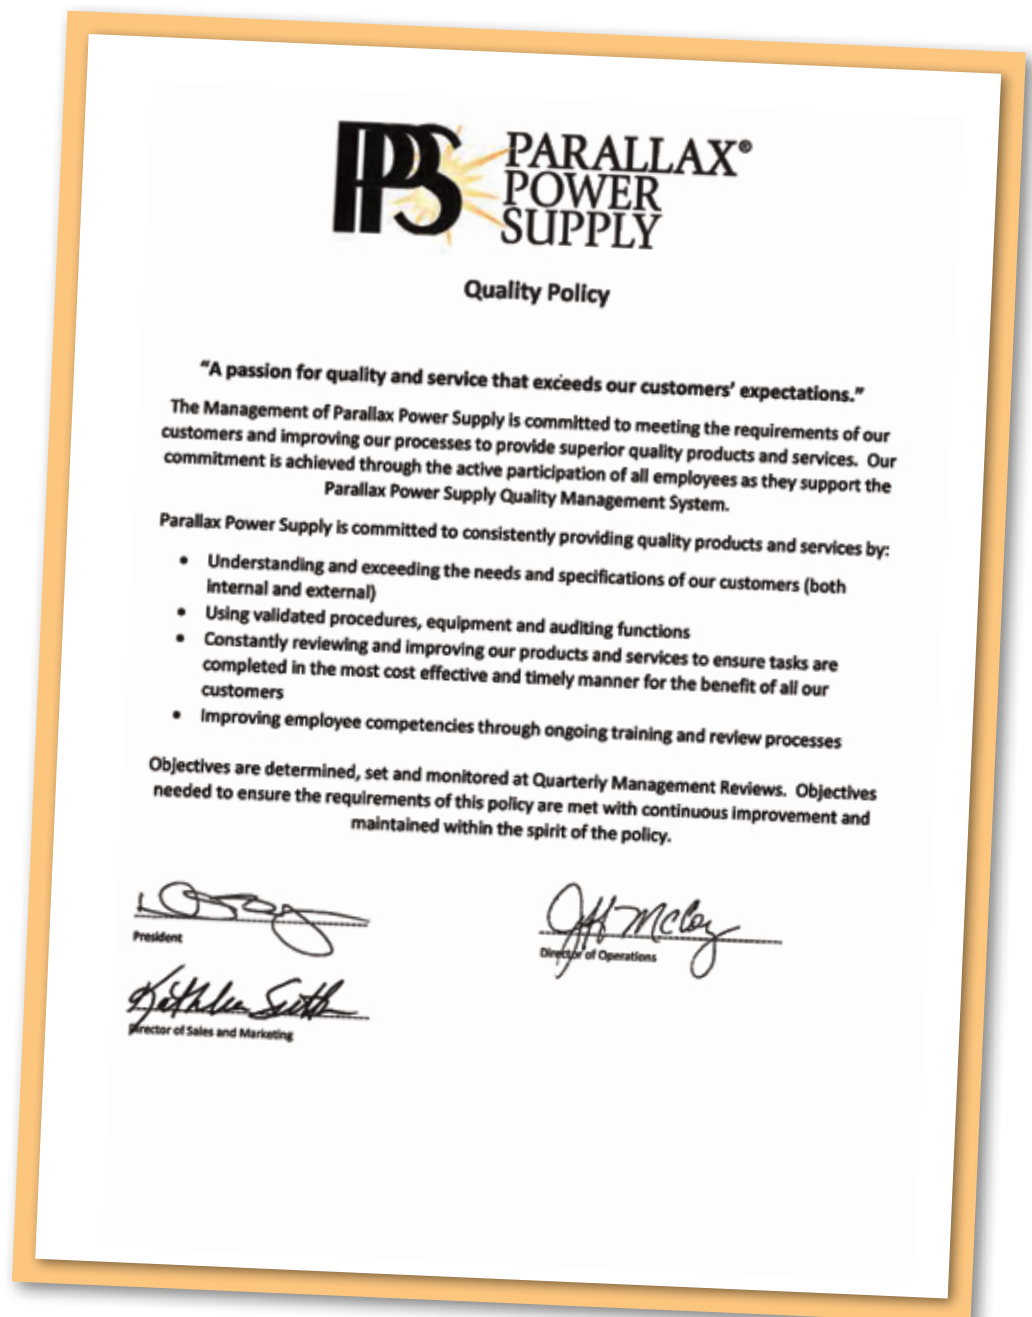 PPS
PARALLAX®
POWER
SUPPLY
Quality Policy
"A passion for quality and service that exceeds our customers' expectations."
The Management of Parallax Power Supply is committed to meeting the requirements of our
customers and improving our processes to provide superior quality products and services. Our
commitment is achieved through the active participation of all employees as they support the
Parallax Power Supply Quality Management System.
Parallax Power Supply is committed to consistently providing quality products and services by:
• Understanding and exceeding the needs and specifications of our customers (both
internal and external)
• Using validated procedures, equipment and auditing functions
• Constantly reviewing and improving our products and services to ensure tasks are
completed in the most cost effective and timely manner for the benefit of all our
customers
• Improving employee competencies through ongoing training and review processes
Objectives are determined, set and monitored at Quarterly Management Reviews. Objectives
needed to ensure the requirements of this policy are met with continuous improvement and
maintained within the spirit of the policy.
President
Jeff McCoy
Director of Operations
Kathleen
Director of Sales and Marketing